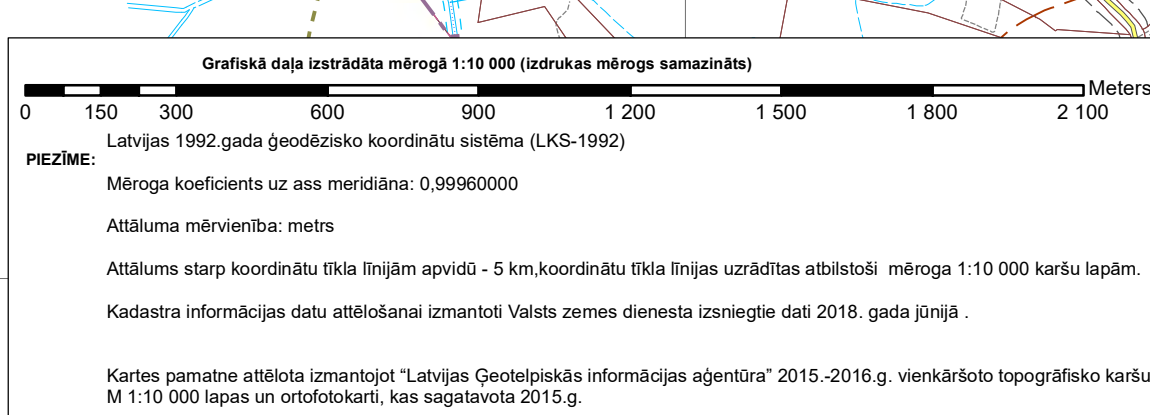 Grafiskā daļa izstrādāta mērogā 1:10 000 (izdrukas mērogs samazināts)
Meters
0 150 300 600 900 1 200 1 500 1 800 2 100
Latvijas 1992.gada ģeodēzisko koordinātu sistēma (LKS-1992)
PIEZĪME:
Mēroga koeficients uz ass meridiāna: 0,99960000
Attāluma mērvienība: metrs
Attālums starp koordinātu tīkla līnijām apvidū - 5 km,koordinātu tīkla līnijas uzrādītas atbilstoši mēroga 1:10 000 karšu lapām.
Kadastra informācijas datu attēlošanai izmantoti Valsts zemes dienesta izsniegtie dati 2018. gada jūnijā .
Kartes pamatne attēlota izmantojot “Latvijas Ģeotelpiskās informācijas aģentūra” 2015.-2016.g. vienkāršoto topogrāfisko karšu
M 1:10 000 lapas un ortofotokarti, kas sagatavota 2015.g.